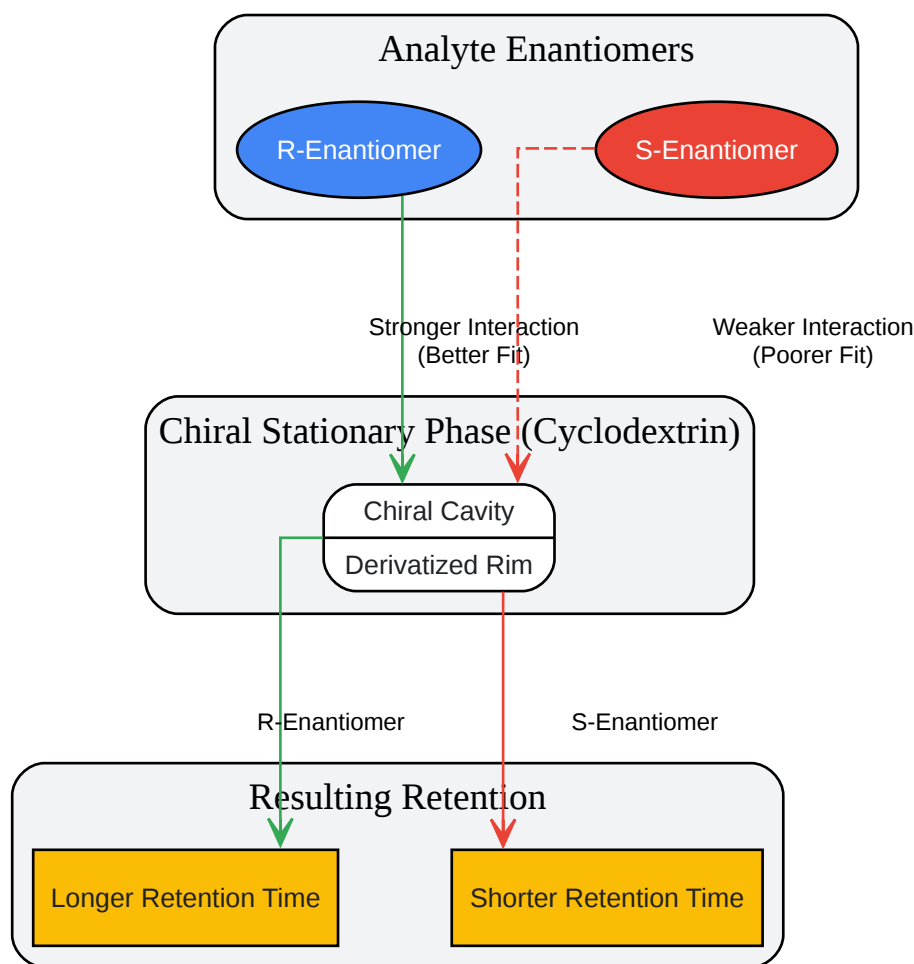 Analyte Enantiomers
R-Enantiomer
S-Enantiomer
Stronger Interaction
(Better Fit)
Weaker Interaction
(Poorer Fit)
Chiral Stationary Phase (Cyclodextrin)
Chiral Cavity
Derivatized Rim
R-Enantiomer
S-Enantiomer
Resulting Retention
Longer Retention Time
Shorter Retention Time